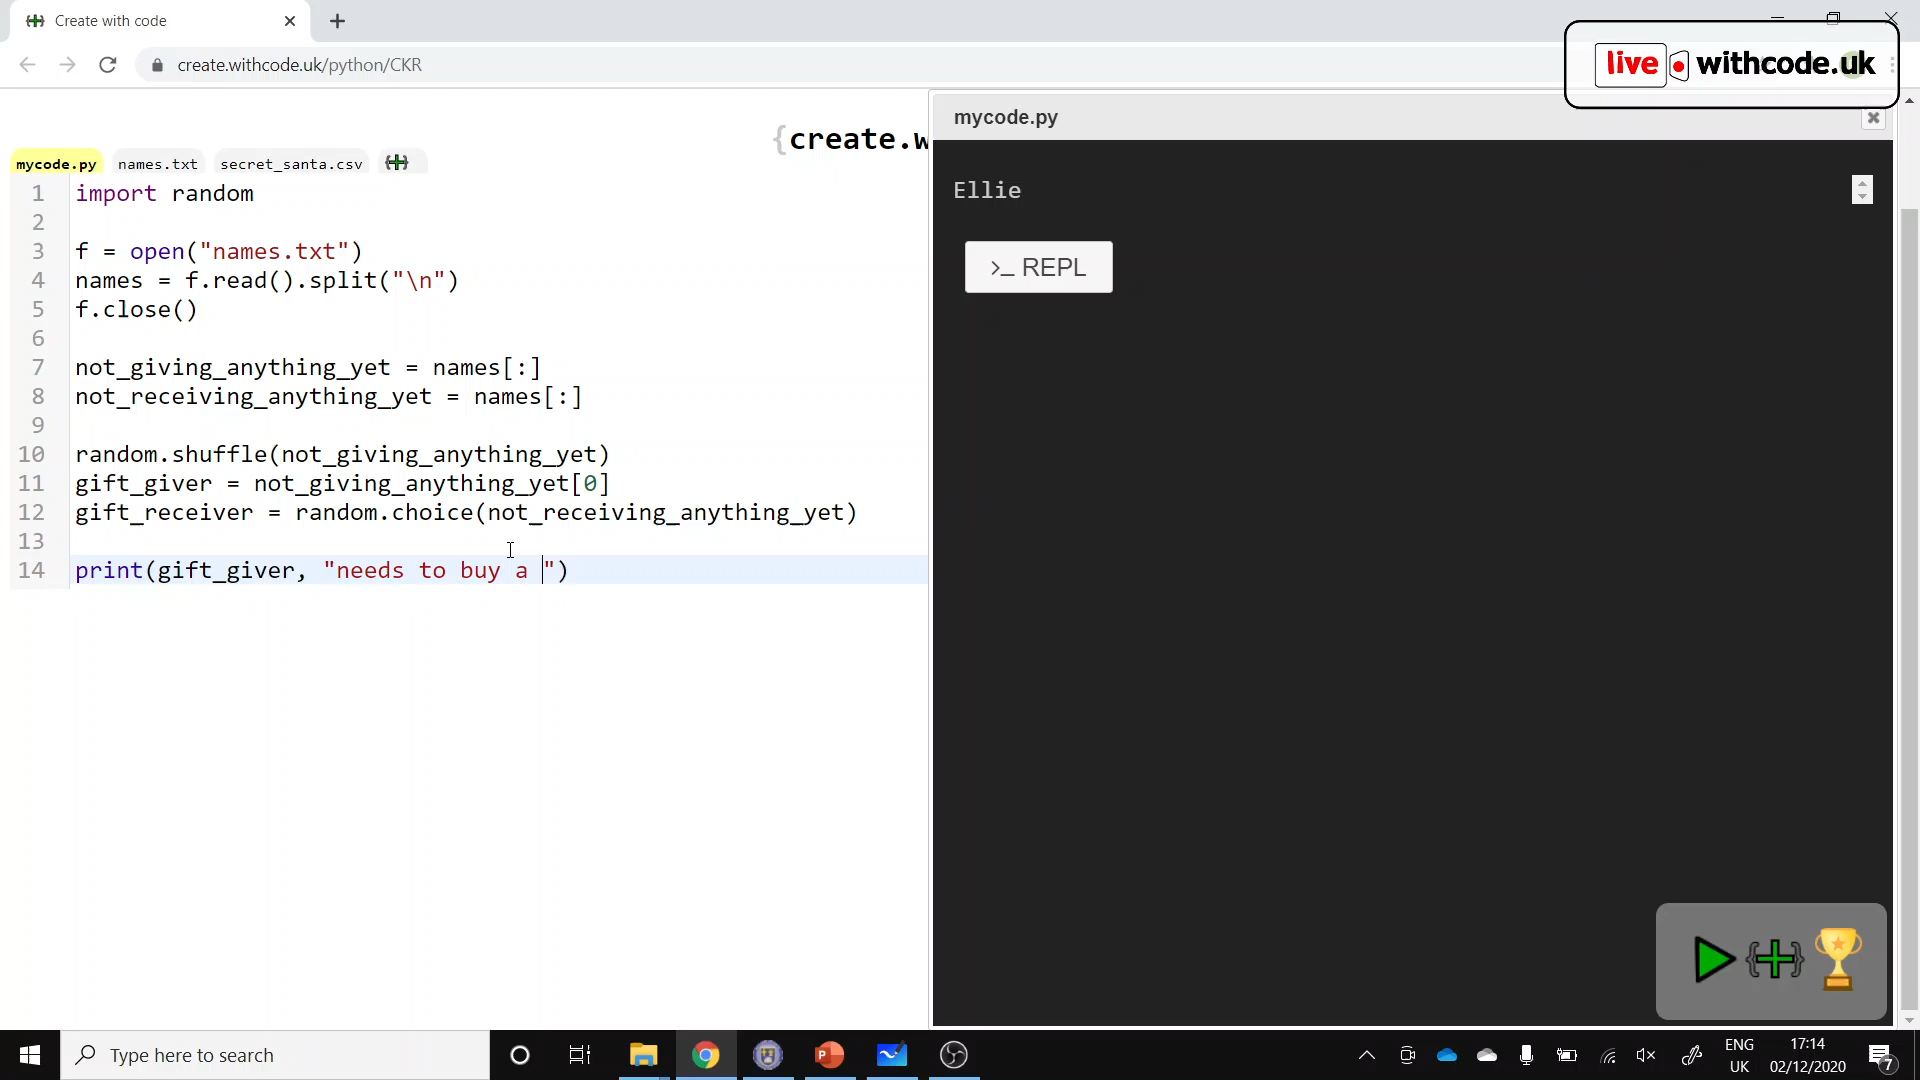 Create with code
create.withcode.uk/python/CKR
live withcode.uk
{create.w
mycode.py
names.txt
secret_santa.csv
1 import random
2
3 f = open("names.txt")
4 names = f.read().split("\n")
5 f.close()
6
7 not_giving_anything_yet = names[:]
8 not_receiving_anything_yet = names[:]
9
10 random.shuffle(not_giving_anything_yet)
11 gift_giver = not_giving_anything_yet[0]
12 gift_receiver = random.choice(not_receiving_anything_yet)
13
14 print(gift_giver, "needs to buy a ")
mycode.py
Ellie
>_ REPL
Type here to search
ENG
UK
17:14
02/12/2020
7